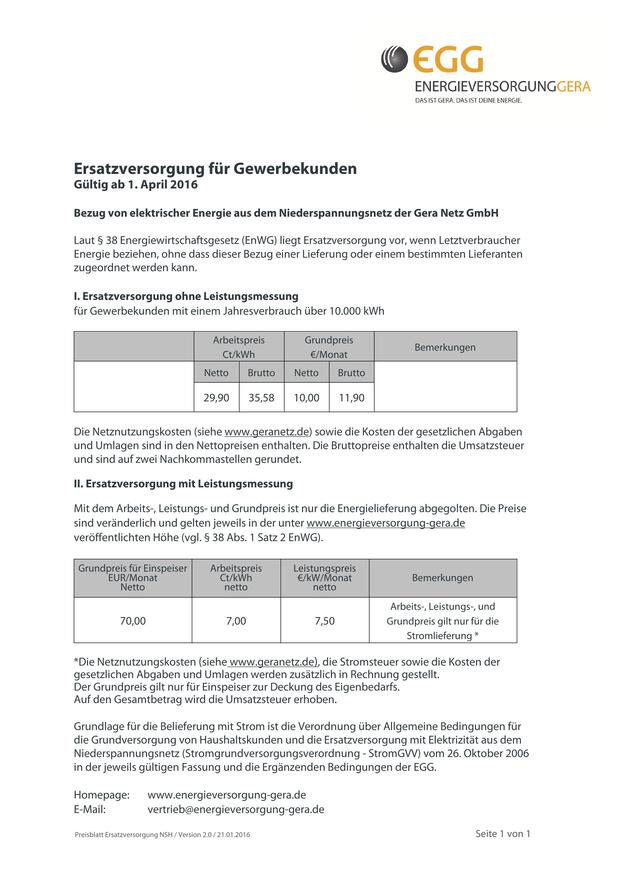 EGG
ENERGIEVERSORGUNGGERA
DAS IST GERA. DAS IST DEINE ENERGIE.
Ersatzversorgung für Gewerbekunden
Gültig ab 1. April 2016
Bezug von elektrischer Energie aus dem Niederspannungsnetz der Gera Netz GmbH
Laut § 38 Energiewirtschaftsgesetz (EnWG) liegt Ersatzversorgung vor, wenn Letztverbraucher
Energie beziehen, ohne dass dieser Bezug einer Lieferung oder einem bestimmten Lieferanten
zugeordnet werden kann.
I. Ersatzversorgung ohne Leistungsmessung
für Gewerbekunden mit einem Jahresverbrauch über 10.000 kWh
Arbeitspreis Grundpreis Bemerkungen
Ct/kWh €/Monat
Netto Brutto Netto Brutto
29,90 35,58 10,00 11,90
Die Netznutzungskosten (siehe www.geranetz.de) sowie die Kosten der gesetzlichen Abgaben
und Umlagen sind in den Nettopreisen enthalten. Die Bruttopreise enthalten die Umsatzsteuer
und sind auf zwei Nachkommastellen gerundet.
II. Ersatzversorgung mit Leistungsmessung
Mit dem Arbeits-, Leistungs- und Grundpreis ist nur die Energielieferung abgegolten. Die Preise
sind veränderlich und gelten jeweils in der unter www.energieversorgung-gera.de
veröffentlichten Höhe (vgl. § 38 Abs. 1 Satz 2 EnWG).
Grundpreis für Einspeiser Arbeitspreis Leistungspreis Bemerkungen
EUR/Monat Ct/kWh €/kW/Monat
Netto netto netto
70,00 7,00 7,50 Arbeits-, Leistungs-, und
Grundpreis gilt nur für die
Stromlieferung *
*Die Netznutzungskosten (siehe www.geranetz.de), die Stromsteuer sowie die Kosten der
gesetzlichen Abgaben und Umlagen werden zusätzlich in Rechnung gestellt.
Der Grundpreis gilt nur für Einspeiser zur Deckung des Eigenbedarfs.
Auf den Gesamtbetrag wird die Umsatzsteuer erhoben.
Grundlage für die Belieferung mit Strom ist die Verordnung über Allgemeine Bedingungen für
die Grundversorgung von Haushaltskunden und die Ersatzversorgung mit Elektrizität aus dem
Niederspannungsnetz (Stromgrundversorgungsverordnung - StromGVV) vom 26. Oktober 2006
in der jeweils gültigen Fassung und die Ergänzenden Bedingungen der EGG.
Homepage: www.energieversorgung-gera.de
E-Mail: vertrieb@energieversorgung-gera.de
Preisblatt Ersatzversorgung NSH / Version 2.0 / 21.01.2016 Seite 1 von 1